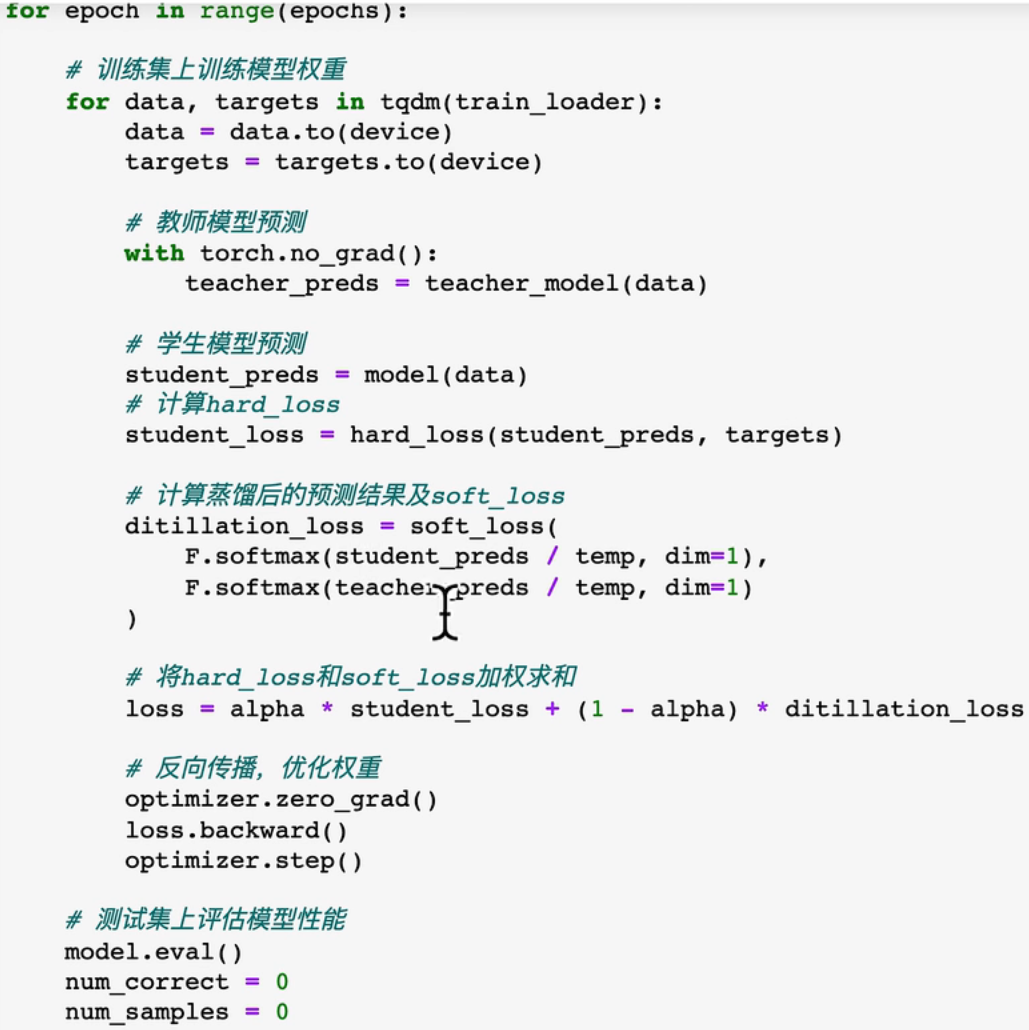 for epoch in range(epochs):
# 训练集上训练模型权重
for data, targets in tqdm(train_loader):
data = data.to(device)
targets = targets.to(device)
# 教师模型预测
with torch.no_grad():
teacher_preds = teacher_model(data)
# 学生模型预测
student_preds = model(data)
# 计算hard_loss
student_loss = hard_loss(student_preds, targets)
# 计算蒸馏后的预测结果及soft_loss
ditillation_loss = soft_loss(
F.softmax(student_preds / temp, dim=1),
F.softmax(teacher_preds / temp, dim=1)
)
# 将hard_loss和soft_loss加权求和
loss = alpha * student_loss + (1 - alpha) * ditillation_loss
# 反向传播，优化权重
optimizer.zero_grad()
loss.backward()
optimizer.step()
# 测试集上评估模型性能
model.eval()
num_correct = 0
num_samples = 0